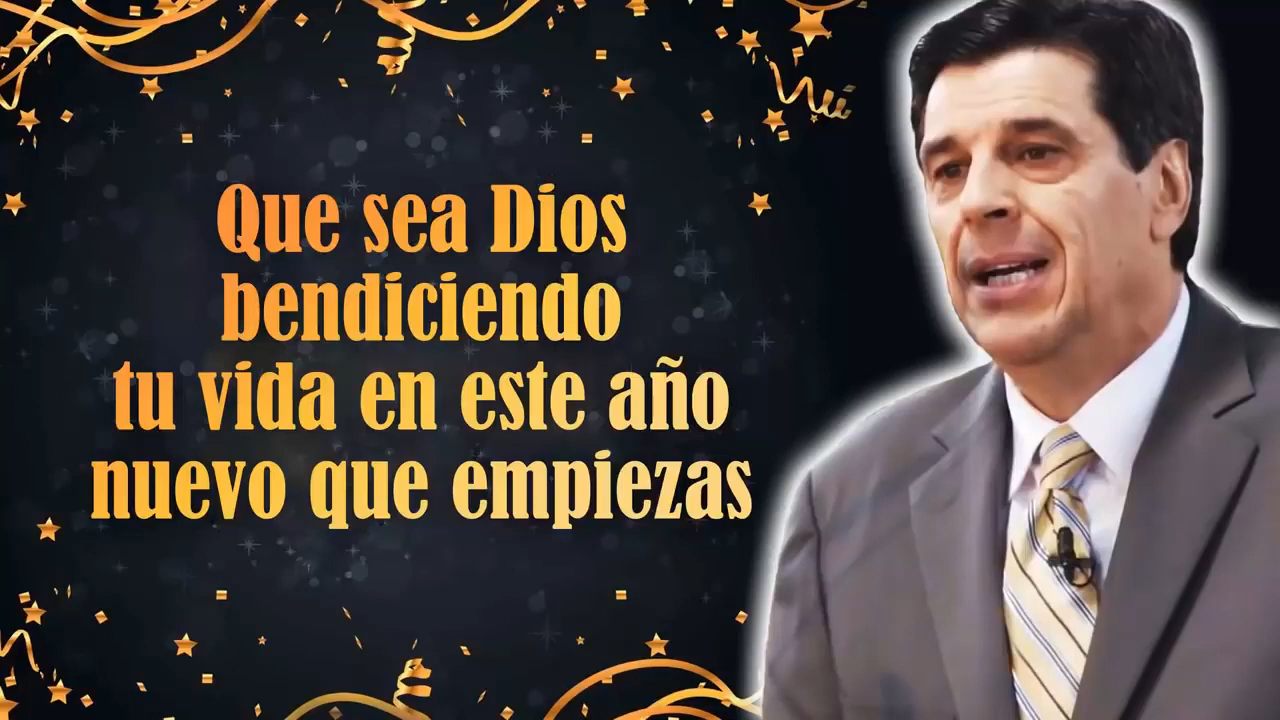 Que sea Dios
bendiciendo
tu vida en este año
nuevo que empiezas